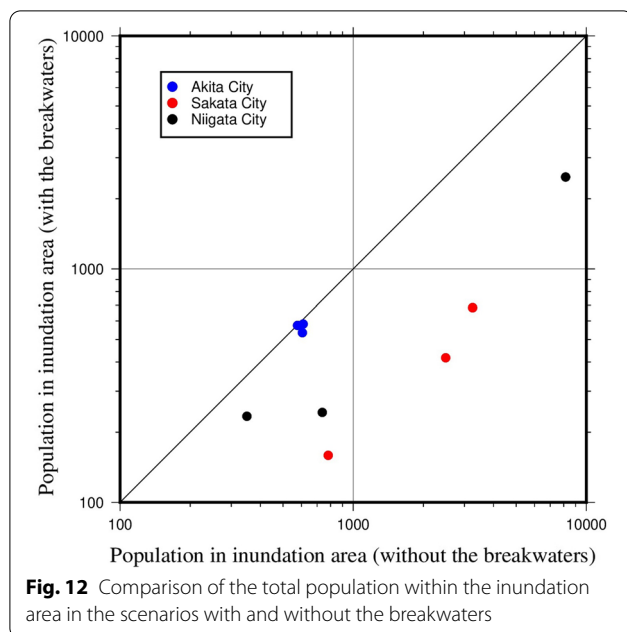 10000
1000
100
Population in inundation area (with the breakwaters)
Akita City
Sakata City
Niigata City
100 1000 10000
Population in inundation area (without the breakwaters)
Fig. 12 Comparison of the total population within the inundation
area in the scenarios with and without the breakwaters